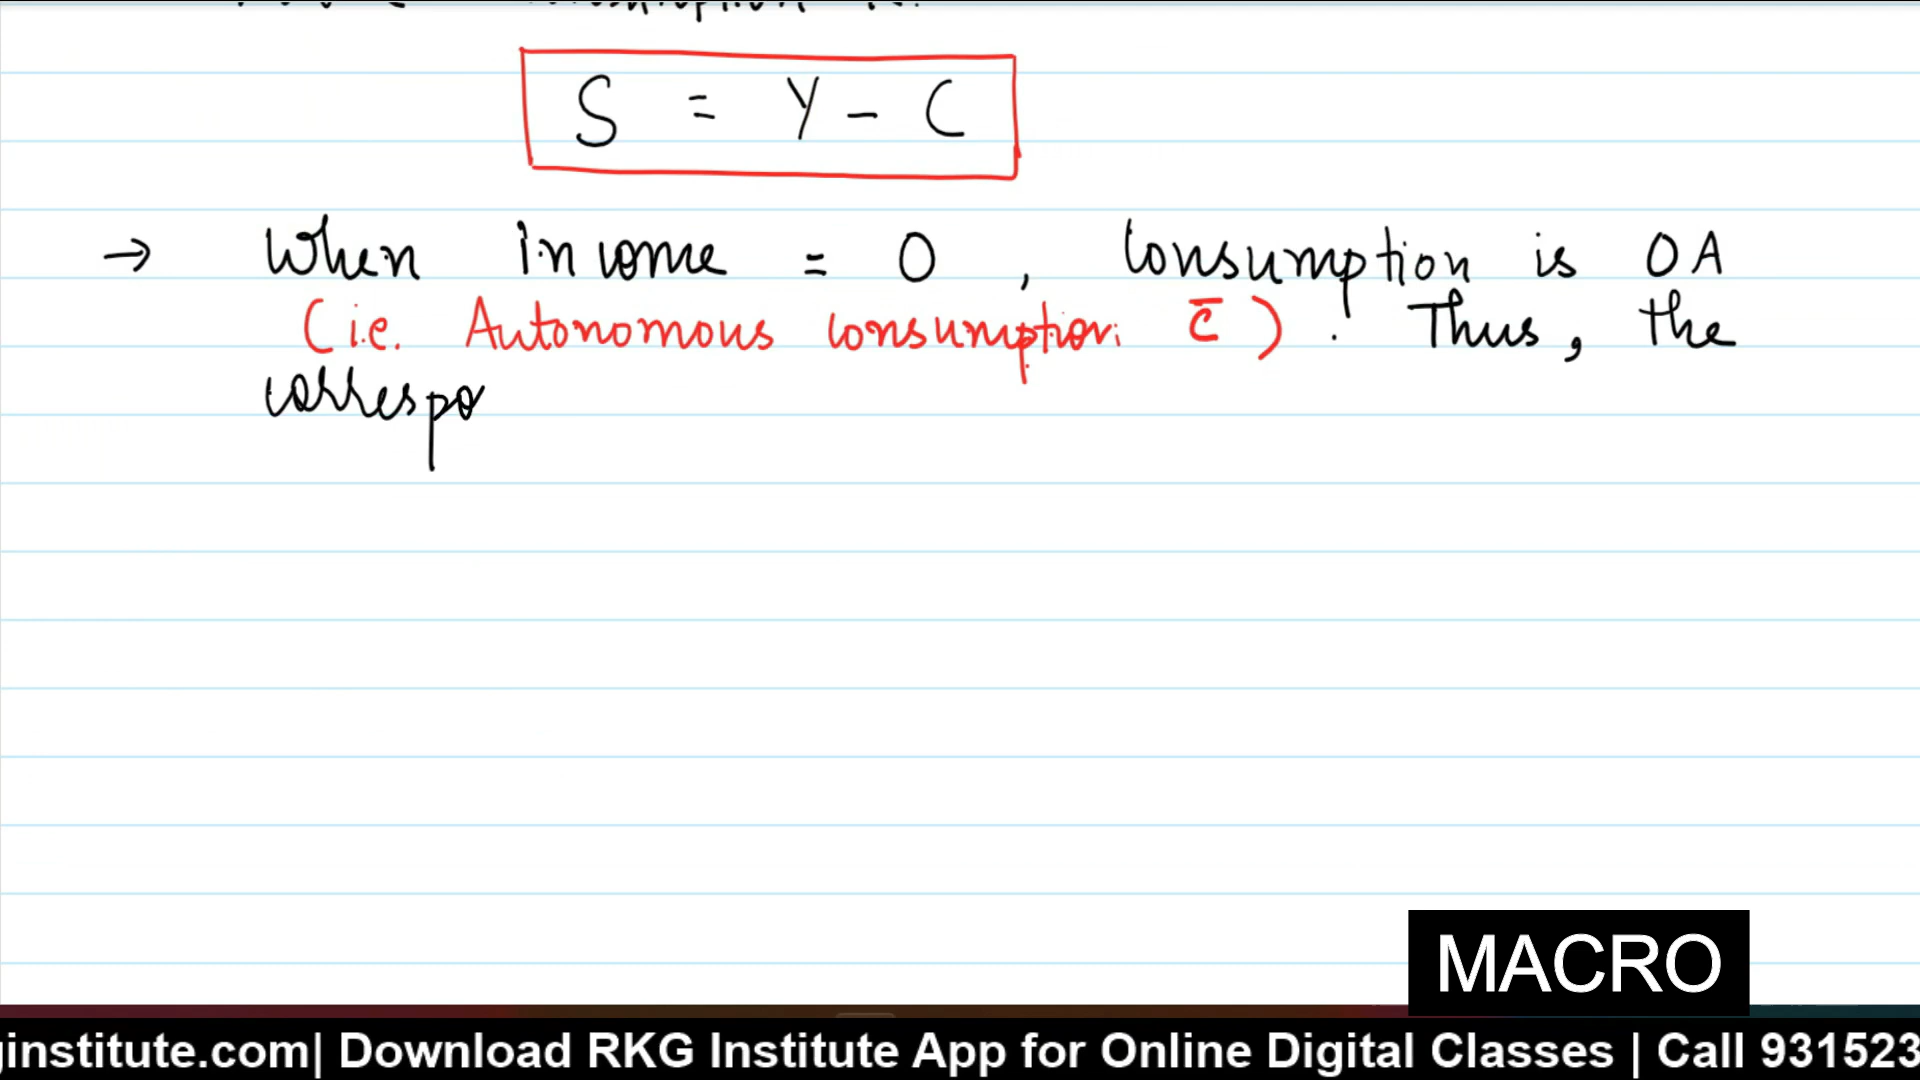 S = Y - C
→ When income = 0, Consumption is OA
(i.e. Autonomous consumption C̄). Thus, the
correspo
MACRO
ginstitute.com| Download RKG Institute App for Online Digital Classes | Call 931523